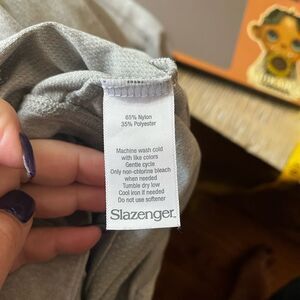 65% Nylon
35% Polyester
Machine wash cold
with like colors
Gentle cycle
Only non-chlorine bleach
when needed
Tumble dry low
Cool iron if needed
Do not use softener
Slazenger